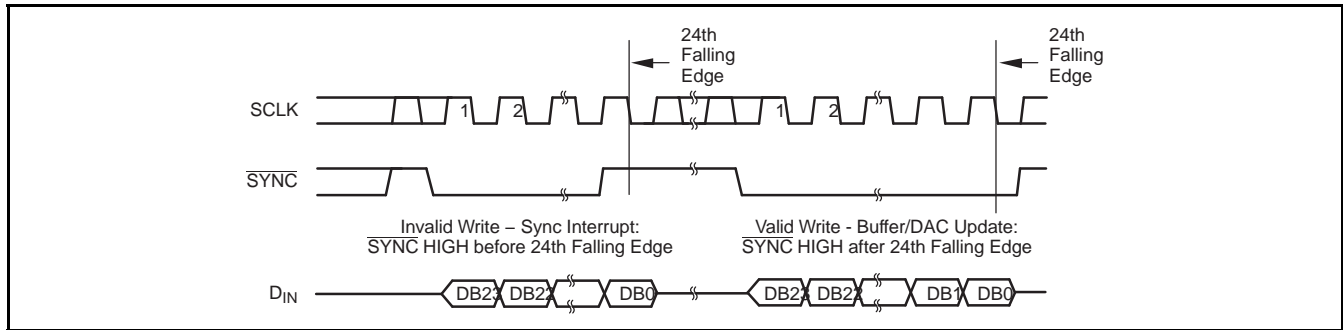 24th
Falling
Edge
24th
Falling
Edge
SCLK
1
2
1
2
SYNC
Invalid Write – Sync Interrupt:
SYNC HIGH before 24th Falling Edge
Valid Write - Buffer/DAC Update:
SYNC HIGH after 24th Falling Edge
DIN
DB23
DB22
DB0
DB23
DB22
DB1
DB0